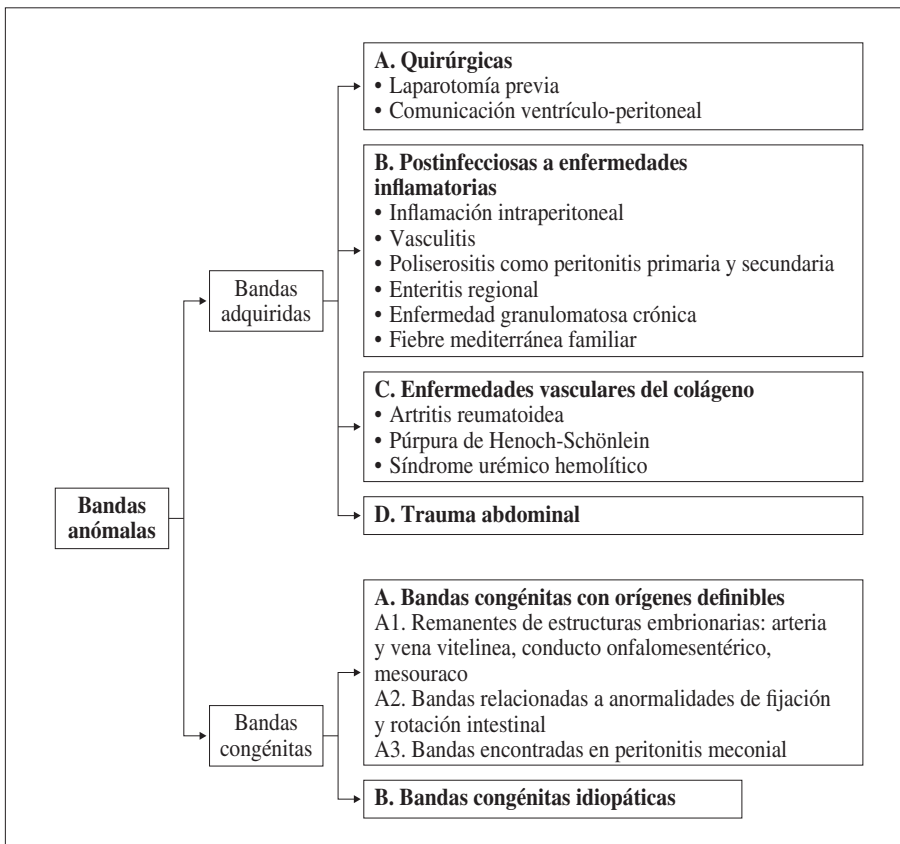 Bandas
anómalas
Bandas
adquiridas
A. Quirúrgicas
• Laparotomía previa
• Comunicación ventrículo-peritoneal
B. Postinfecciosas a enfermedades
inflamatorias
• Inflamación intraperitoneal
• Vasculitis
• Poliserositis como peritonitis primaria y secundaria
• Enteritis regional
• Enfermedad granulomatosa crónica
• Fiebre mediterránea familiar
C. Enfermedades vasculares del colágeno
• Artritis reumatoidea
• Púrpura de Henoch-Schönlein
• Síndrome urémico hemolítico
D. Trauma abdominal
Bandas
congénitas
A. Bandas congénitas con orígenes definibles
A1. Remanentes de estructuras embrionarias: arteria
y vena vitelinea, conducto onfalomesentérico,
mesouraco
A2. Bandas relacionadas a anormalidades de fijación
y rotación intestinal
A3. Bandas encontradas en peritonitis meconial
B. Bandas congénitas idiopáticas